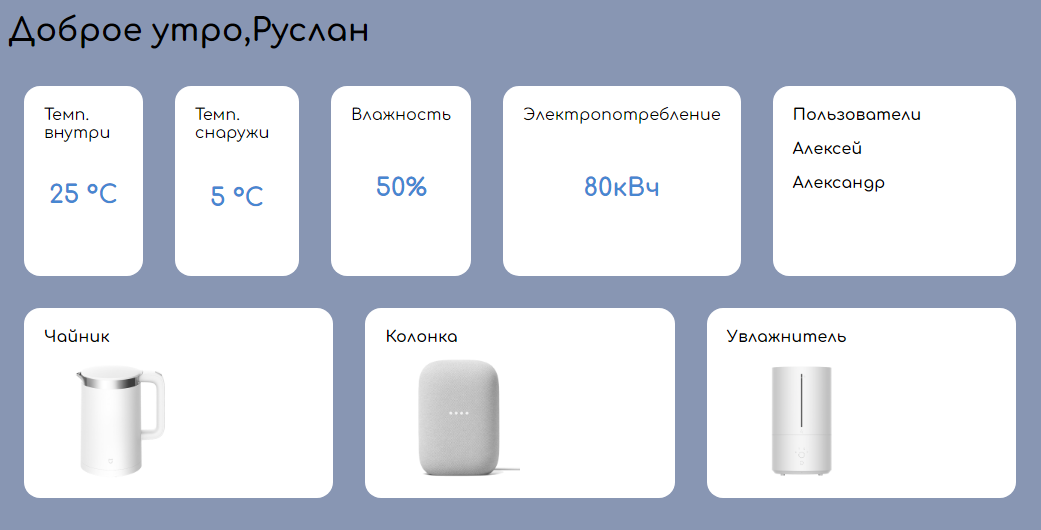 Доброе утро,Руслан
Темп.
внутри
25 °C
Темп.
снаружи
5 °C
Влажность
50%
Электропотребление
80кВч
Пользователи
Алексей
Александр
Чайник
Колонка
Увлажнитель